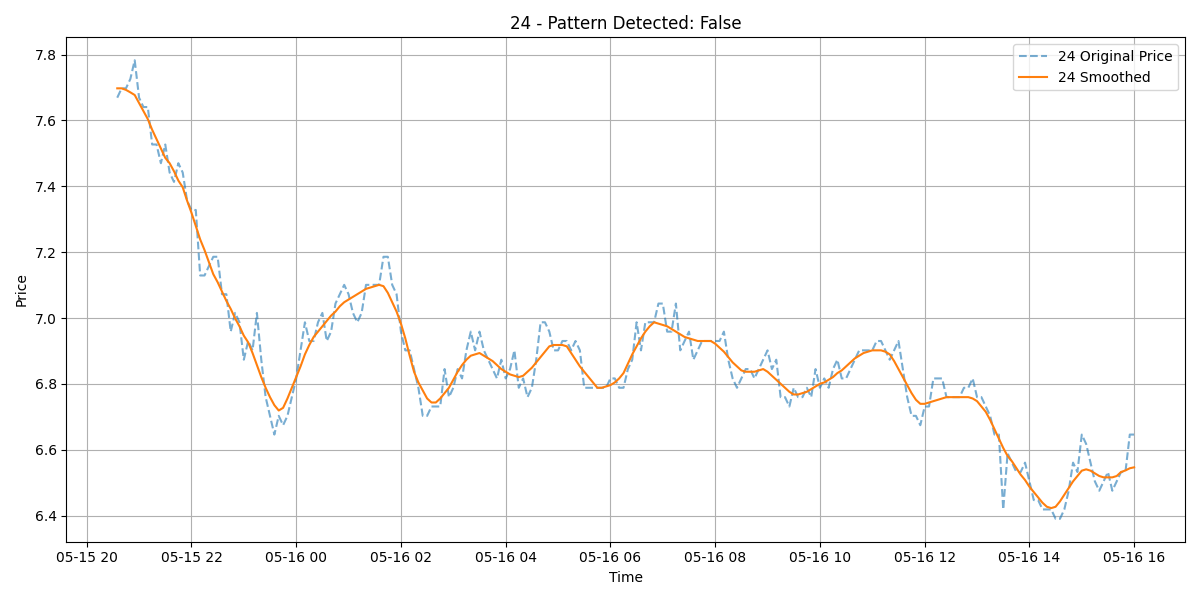 24 - Pattern Detected: False
24 Original Price
24 Smoothed
Price
7.8
7.6
7.4
7.2
7.0
6.8
6.6
6.4
05-15 20 05-15 22 05-16 00 05-16 02 05-16 04 05-16 06 05-16 08 05-16 10 05-16 12 05-16 14 05-16 16
Time